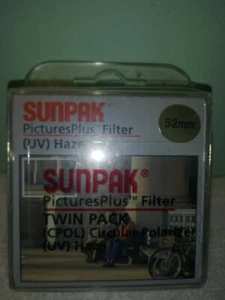 SUNPAK®
52mm
PicturesPlus™ Filter
(UV) Haze
SUNPAK®
PicturesPlus™ Filter
TWIN PACK
(CPOL) Circular Polarizer
(UV) Haze